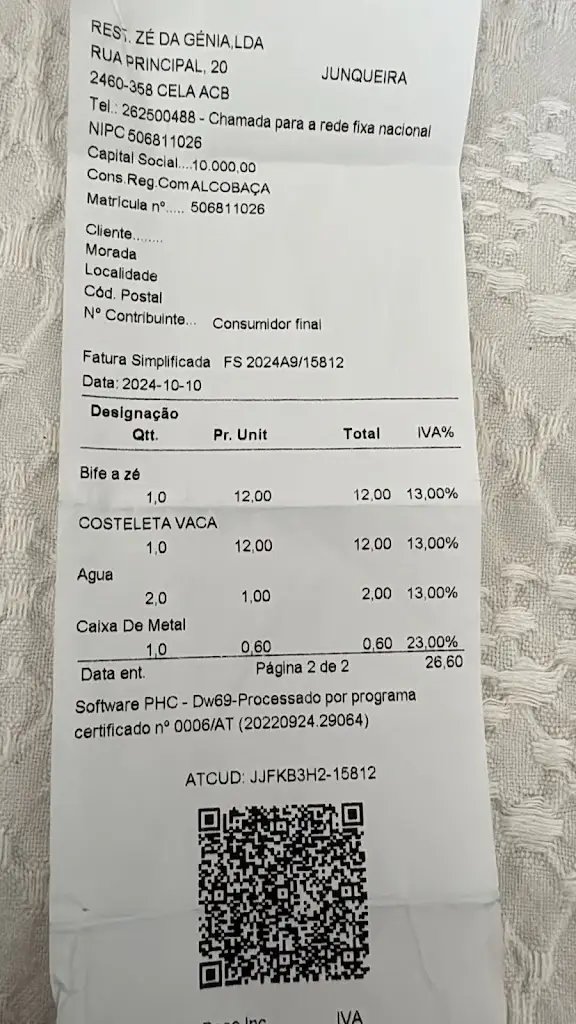 REST. ZÉ DA GÉNIA,LDA
RUA PRINCIPAL, 20 JUNQUEIRA
2460-358 CELA ACB
Tel.: 262500488 - Chamada para a rede fixa nacional
NIPC 506811026
Capital Social....10.000,00
Cons.Reg.Com ALCOBAÇA
Matrícula nº..... 506811026
Cliente........
Morada
Localidade
Cód. Postal
Nº Contribuinte... Consumidor final
Fatura Simplificada FS 2024A9/15812
Data: 2024-10-10
Designação
Qtt. Pr. Unit Total IVA%
Bife a zé
1,0 12,00 12,00 13,00%
COSTELETA VACA
1,0 12,00 12,00 13,00%
Agua
2,0 1,00 2,00 13,00%
Caixa De Metal
1,0 0,60 0,60 23,00%
Data ent. Página 2 de 2 26,60
Software PHC - Dw69-Processado por programa
certificado nº 0006/AT (20220924.29064)
ATCUD: JJFKB3H2-15812
IVA